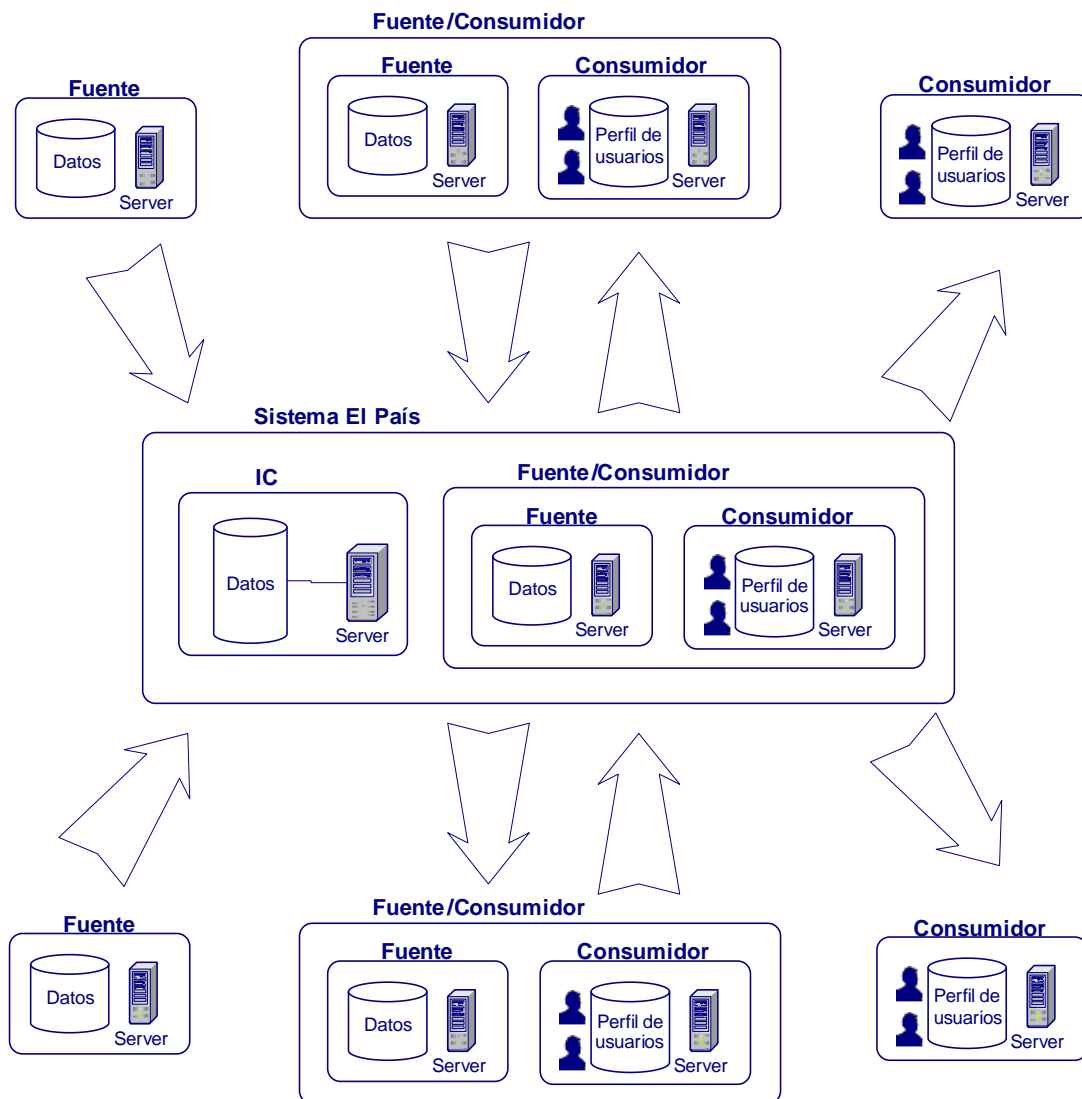 Fuente/Consumidor
Fuente
Datos
Server
Fuente
Datos
Server
Consumidor
Perfil de
usuarios
Server
Consumidor
Perfil de
usuarios
Server
Sistema El País
IC
Datos
Server
Fuente/Consumidor
Fuente
Datos
Server
Consumidor
Perfil de
usuarios
Server
Fuente
Datos
Server
Fuente/Consumidor
Fuente
Datos
Server
Consumidor
Perfil de
usuarios
Server
Consumidor
Perfil de
usuarios
Server